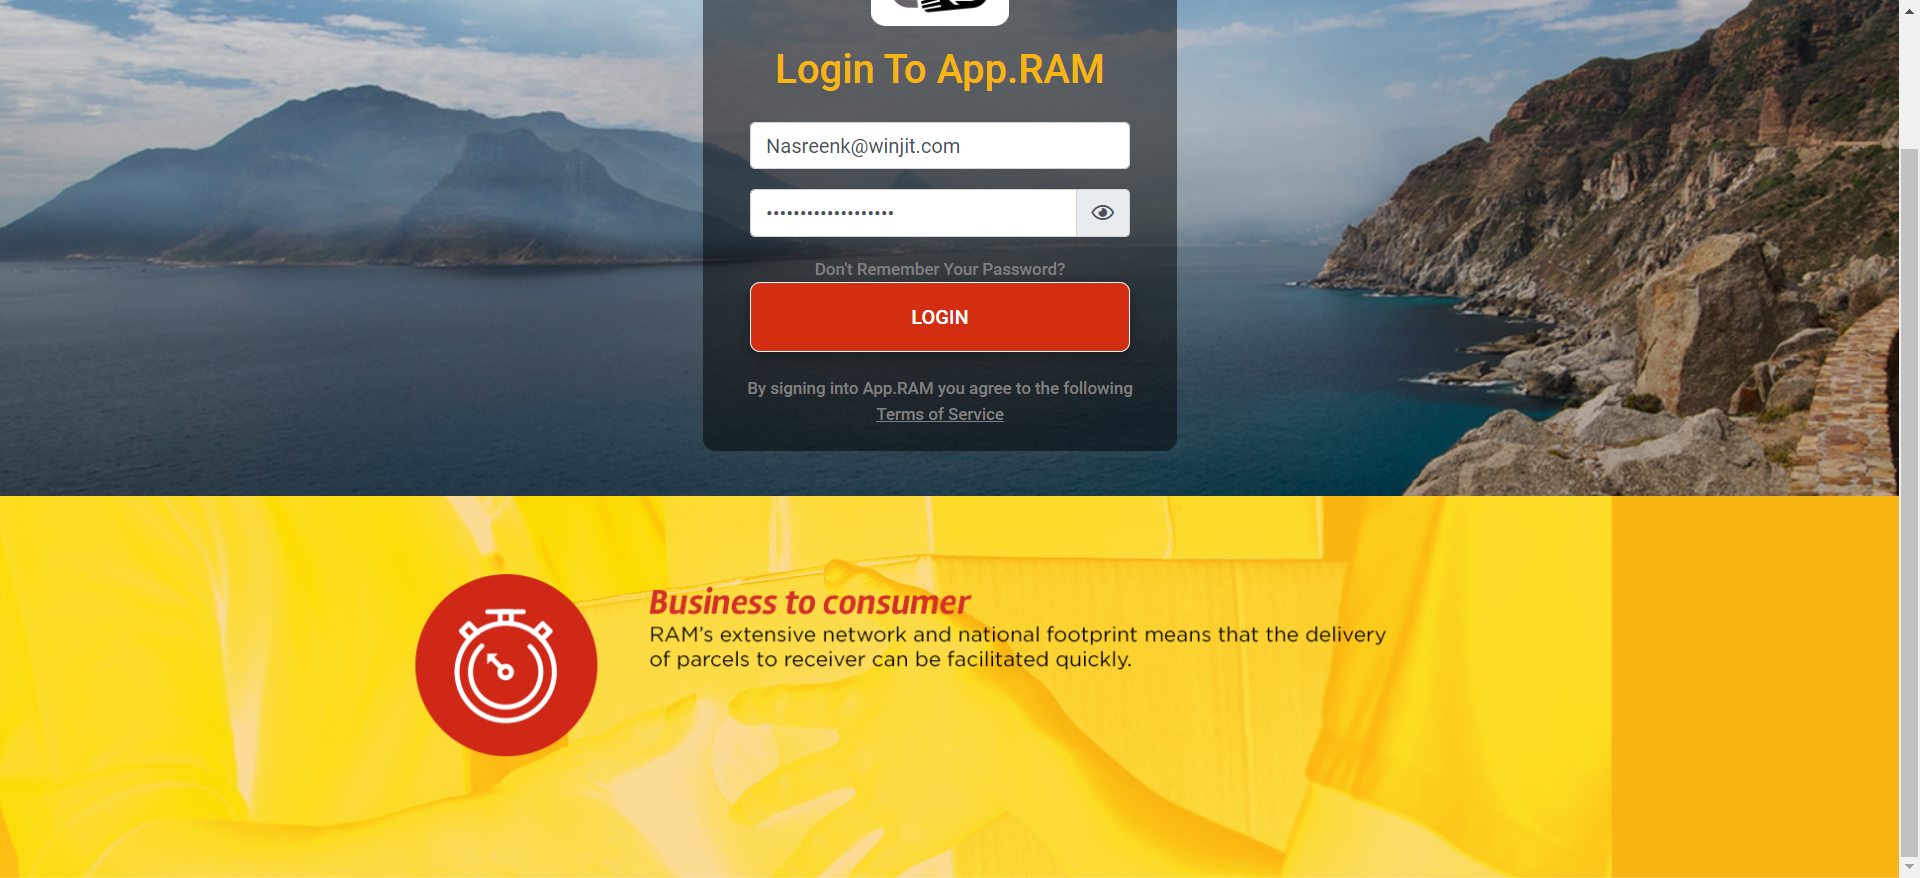 Login To App.RAM
Nasreenk@winjit.com
•••••••••••••••••••
Don't Remember Your Password?
LOGIN
By signing into App.RAM you agree to the following
Terms of Service
Business to consumer
RAM's extensive network and national footprint means that the delivery
of parcels to receiver can be facilitated quickly.